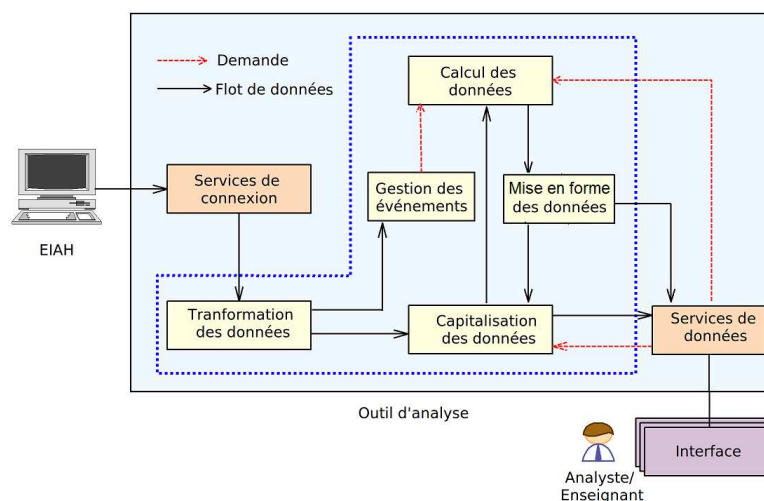 Demande
Flot de données
Calcul des
données
EIAH
Services de
connexion
Gestion des
événements
Mise en forme
des données
Tranformation
des données
Capitalisation
des données
Services de
données
Outil d'analyse
Analyste/
Enseignant
Interface